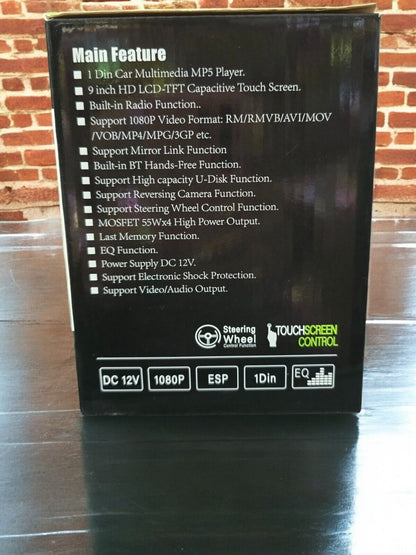 Main Feature
1 Din Car Multimedia MP5 Player.
9 inch HD LCD-TFT Capacitive Touch Screen.
Built-in Radio Function..
Support 1080P Video Format: RM/RMVB/AVI/MOV
/VOB/MP4/MPG/3GP etc.
Support Mirror Link Function
Built-in BT Hands-Free Function.
Support High capacity U-Disk Function.
Support Reversing Camera Function.
Support Steering Wheel Control Function.
MOSFET 55Wx4 High Power Output.
Last Memory Function.
EQ Function.
Power Supply DC 12V.
Support Electronic Shock Protection.
Support Video/Audio Output.
Steering
Wheel
Control Function
TOUCHSCREEN
CONTROL
DC 12V 1080P ESP 1Din EQ